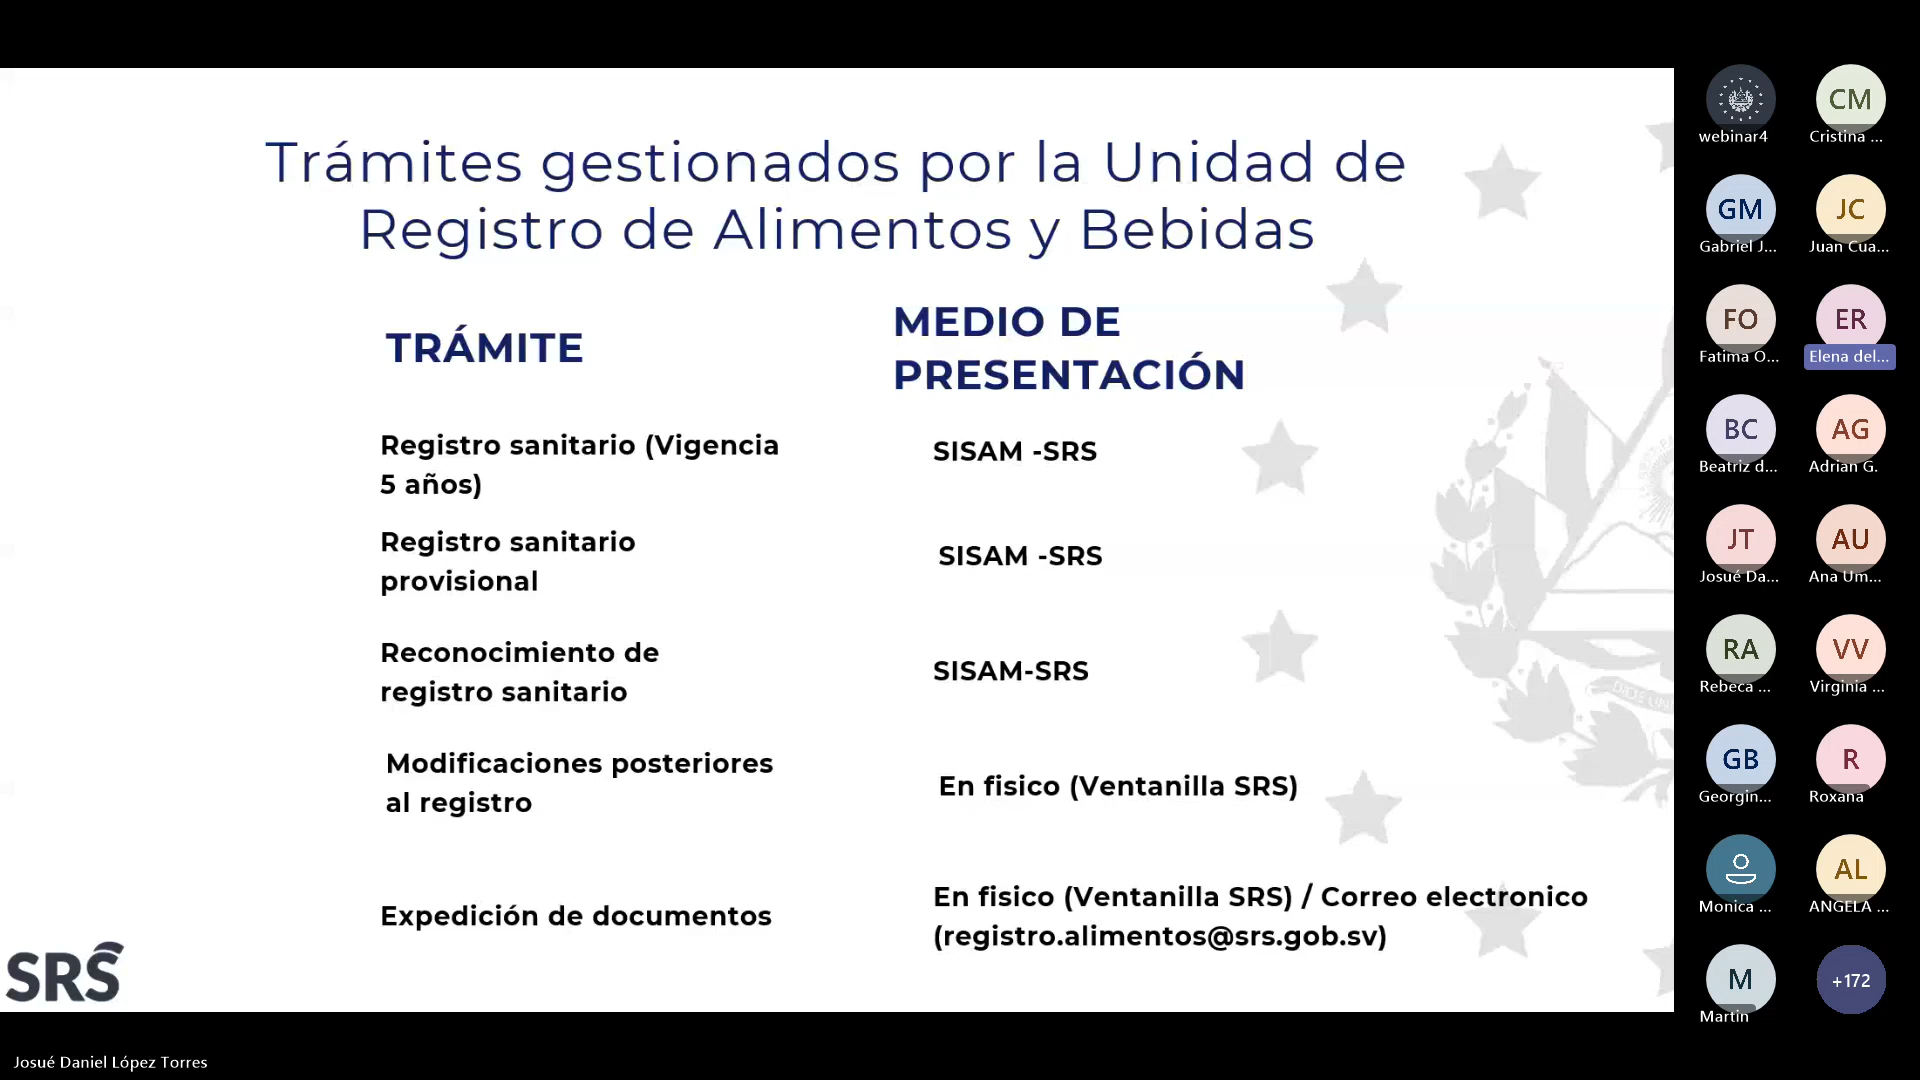 Trámites gestionados por la Unidad de
Registro de Alimentos y Bebidas
TRÁMITE
MEDIO DE
PRESENTACIÓN
Registro sanitario (Vigencia
5 años)
SISAM -SRS
Registro sanitario
provisional
SISAM -SRS
Reconocimiento de
registro sanitario
SISAM-SRS
Modificaciones posteriores
al registro
En fisico (Ventanilla SRS)
Expedición de documentos
En fisico (Ventanilla SRS) / Correo electronico
(registro.alimentos@srs.gob.sv)
SRS
Josué Daniel López Torres
webinar4
CM
Cristina ...
GM
Gabriel J...
JC
Juan Cua...
FO
Fatima O...
ER
Elena del...
BC
Beatriz d...
AG
Adrian G.
JT
Josué Da...
AU
Ana Um...
RA
Rebeca ...
VV
Virginia ...
GB
Georgin...
R
Roxana
Monica ...
AL
ANGELA ...
M
Martin
+172